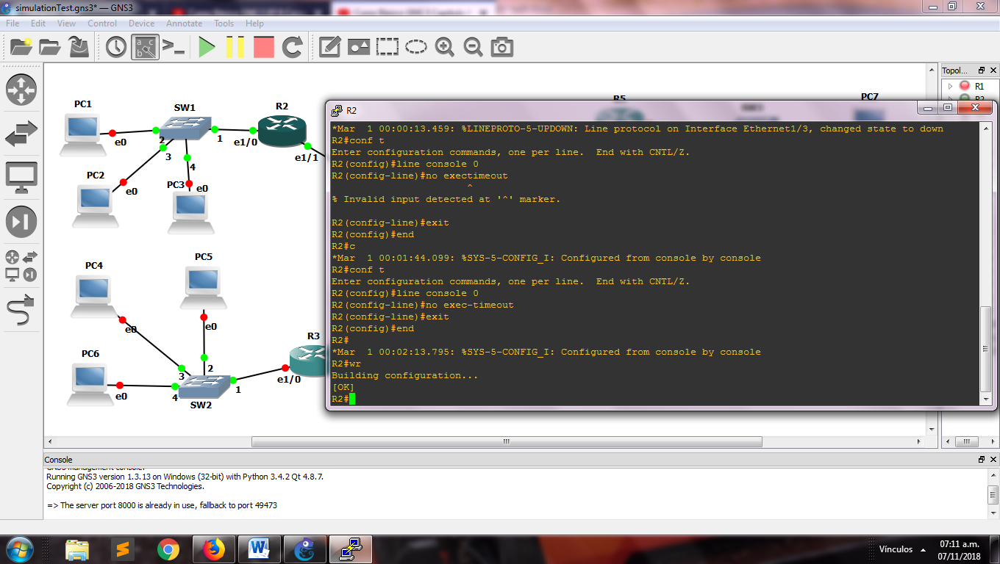 simulationTest.gns3* — GNS3
File Edit View Control Device Annotate Tools Help
PC1
SW1
R2
e0
2
3
4
1
e1/0
e1/1
PC2
e0
PC3
e0
PC4
PC5
e0
e0
PC6
e0
3
2
4
1
SW2
R3
e1/0
R5
PC7
Topol...
R1
R2
R2
*Mar  1 00:00:13.459: %LINEPROTO-5-UPDOWN: Line protocol on Interface Ethernet1/3, changed state to down
R2#conf t
Enter configuration commands, one per line.  End with CNTL/Z.
R2(config)#line console 0
R2(config-line)#no exectimeout
^
% Invalid input detected at '^' marker.
R2(config-line)#exit
R2(config)#end
R2#c
*Mar  1 00:01:44.099: %SYS-5-CONFIG_I: Configured from console by console
R2#conf t
Enter configuration commands, one per line.  End with CNTL/Z.
R2(config)#line console 0
R2(config-line)#no exec-timeout
R2(config-line)#exit
R2(config)#end
R2#
*Mar  1 00:02:13.795: %SYS-5-CONFIG_I: Configured from console by console
R2#wr
Building configuration...
[OK]
R2#
Console
GNS3 management console.
Running GNS3 version 1.3.13 on Windows (32-bit) with Python 3.4.2 Qt 4.8.7.
Copyright (c) 2006-2018 GNS3 Technologies.
=> The server port 8000 is already in use, fallback to port 49473
Vínculos
07:11 a.m.
07/11/2018